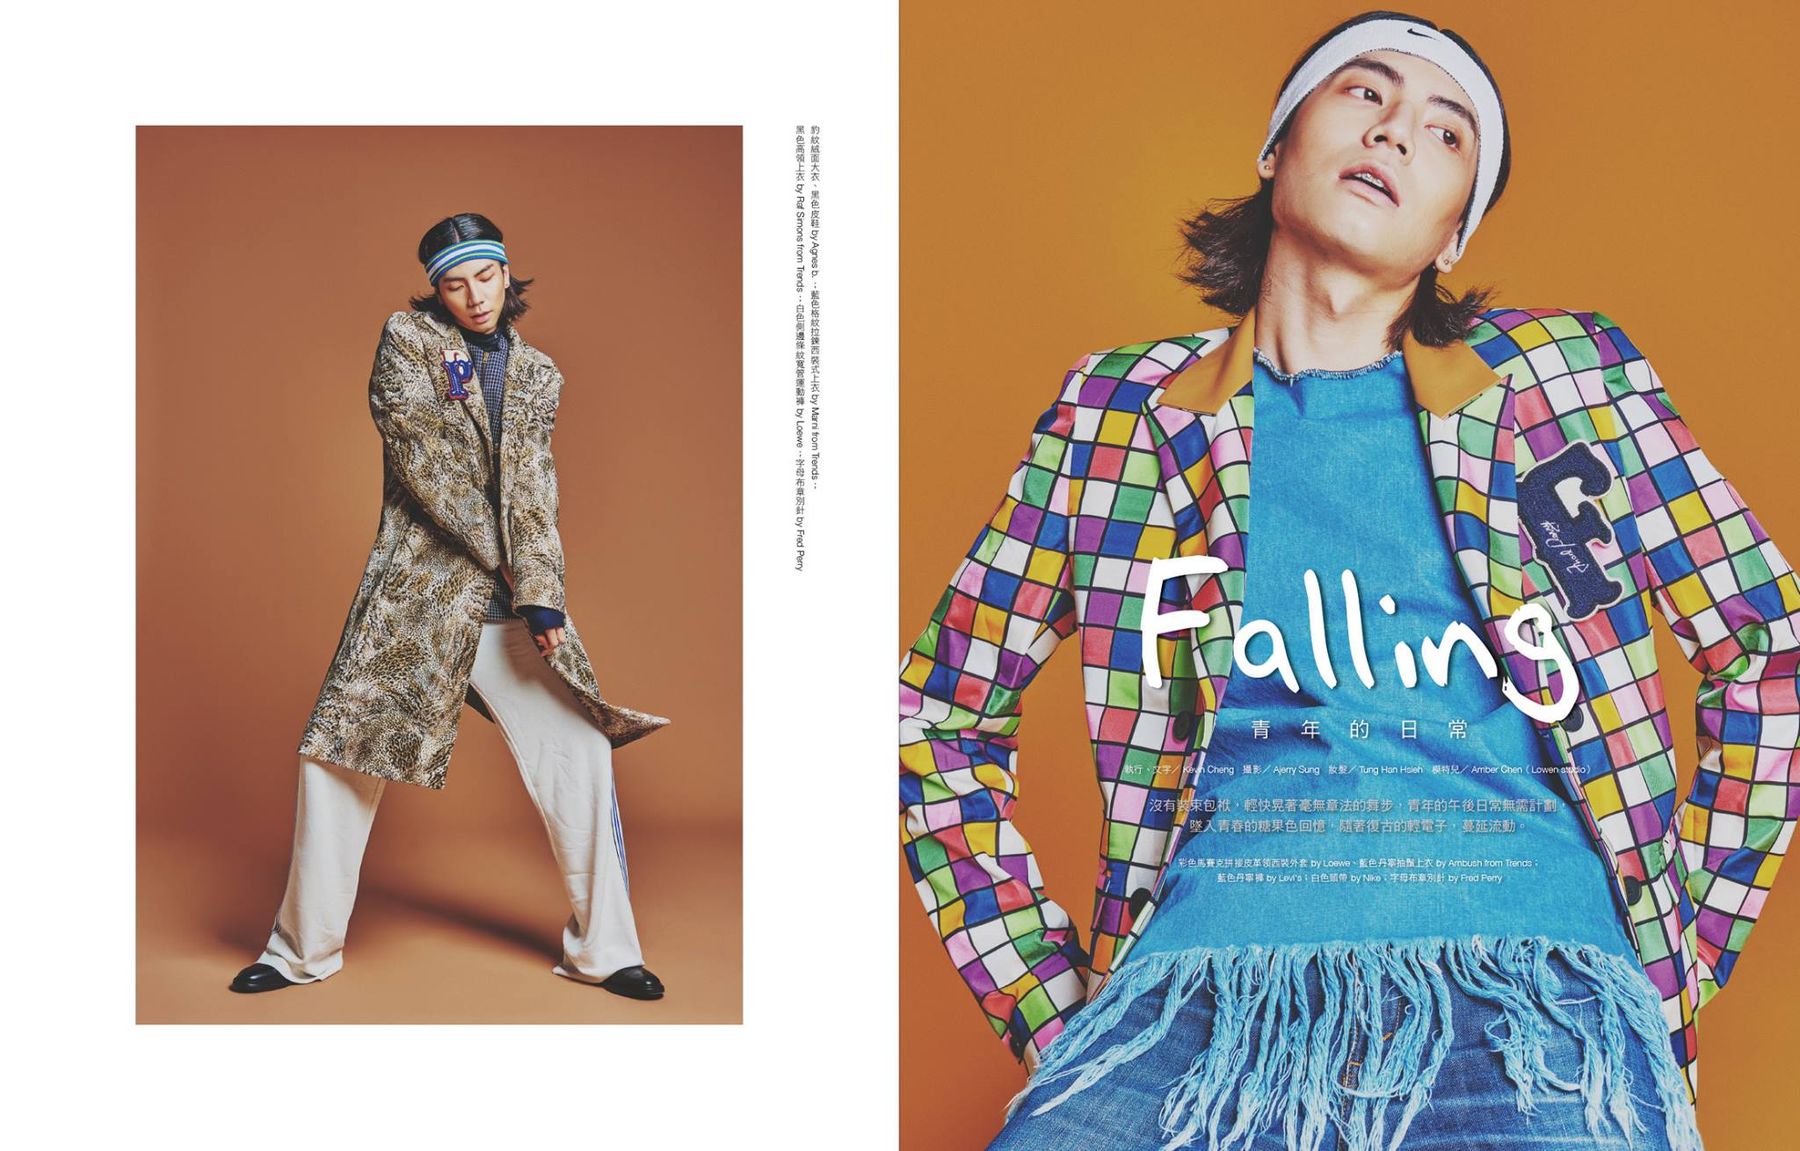 豹紋絨面大衣、黑色皮鞋 by Agnes b.；藍色格紋拉鍊西裝式上衣 by Marni from Trends；
黑色高領上衣 by Raf Simons from Trends；白色側邊條紋寬管運動褲 by Loewe；字母布章別針 by Fred Perry
P
F
Fred Perry
Falling
青年的日常
執行、文字／Kevin Cheng 攝影／Ajerry Sung 妝髮／Tung Han Hsieh 模特兒／Amber Chen（Lowen studio）
沒有裝束包袱，輕快晃著毫無章法的舞步，青年的午後日常無需計劃，
墜入青春的糖果色回憶，隨著復古的輕電子，蔓延流動。
彩色馬賽克拼接皮革領西裝外套 by Loewe、藍色丹寧抽鬚上衣 by Ambush from Trends；
藍色丹寧褲 by Levi's；白色頭帶 by Nike；字母布章別針 by Fred Perry